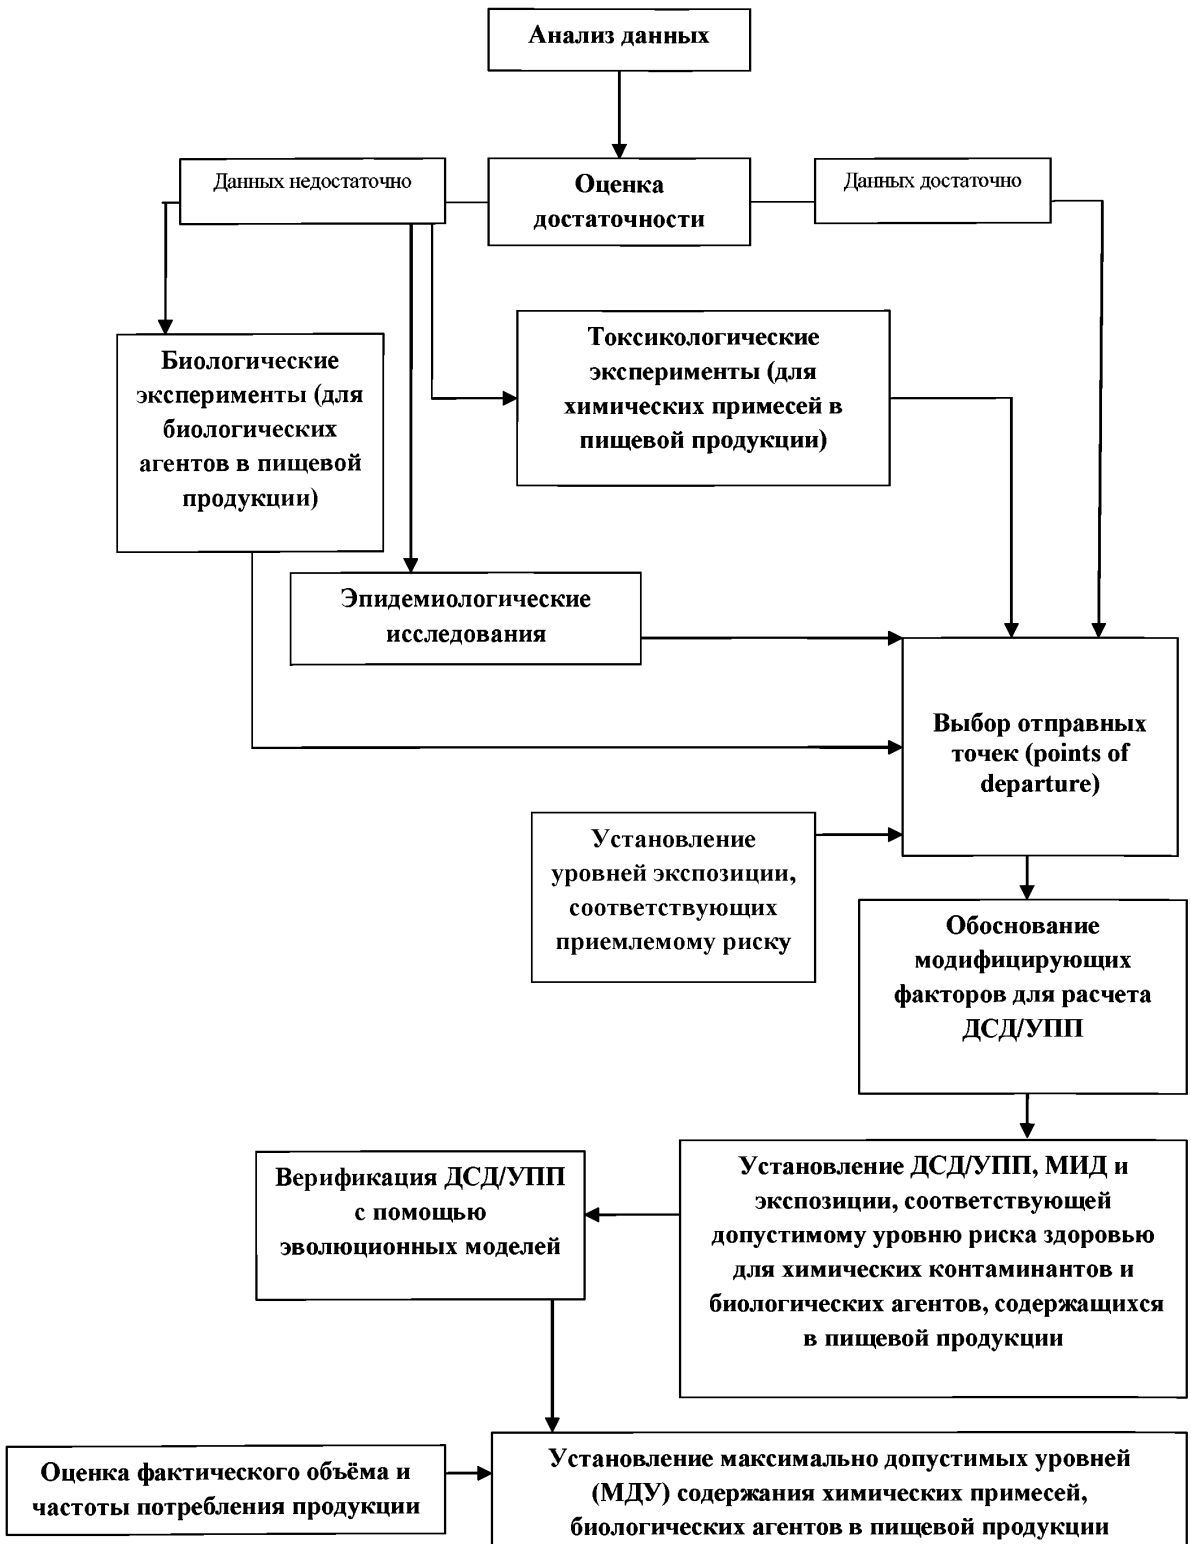 Анализ данных
Данных недостаточно
Оценка
достаточности
Данных достаточно
Биологические
эксперименты (для
биологических
агентов в пищевой
продукции)
Токсикологические
эксперименты (для
химических примесей в
пищевой продукции)
Эпидемиологические
исследования
Выбор отправных
точек (points of
departure)
Установление
уровней экспозиции,
соответствующих
приемлемому риску
Обоснование
модифицирующих
факторов для расчета
ДСД/УПП
Верификация ДСД/УПП
с помощью
эволюционных моделей
Установление ДСД/УПП, МИД и
экспозиции, соответствующей
допустимому уровню риска здоровью
для химических контаминантов и
биологических агентов, содержащихся
в пищевой продукции
Оценка фактического объёма и
частоты потребления продукции
Установление максимально допустимых уровней
(МДУ) содержания химических примесей,
биологических агентов в пищевой продукции